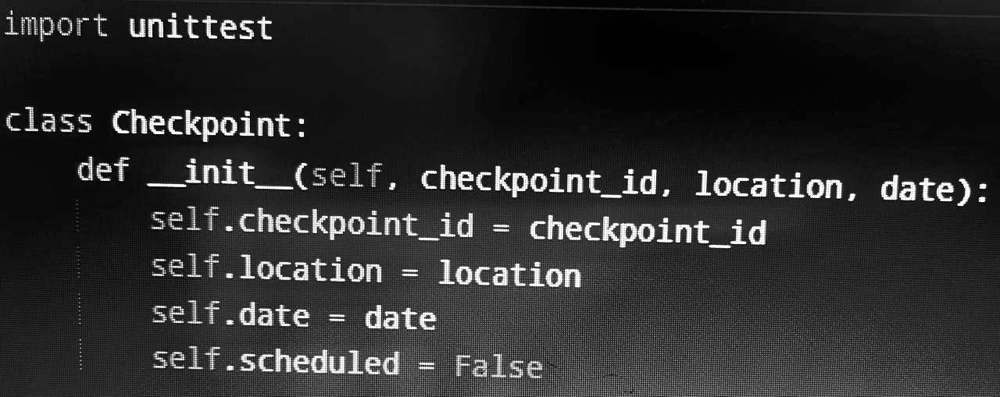 import unittest
class Checkpoint:
    def __init__(self, checkpoint_id, location, date):
        self.checkpoint_id = checkpoint_id
        self.location = location
        self.date = date
        self.scheduled = False